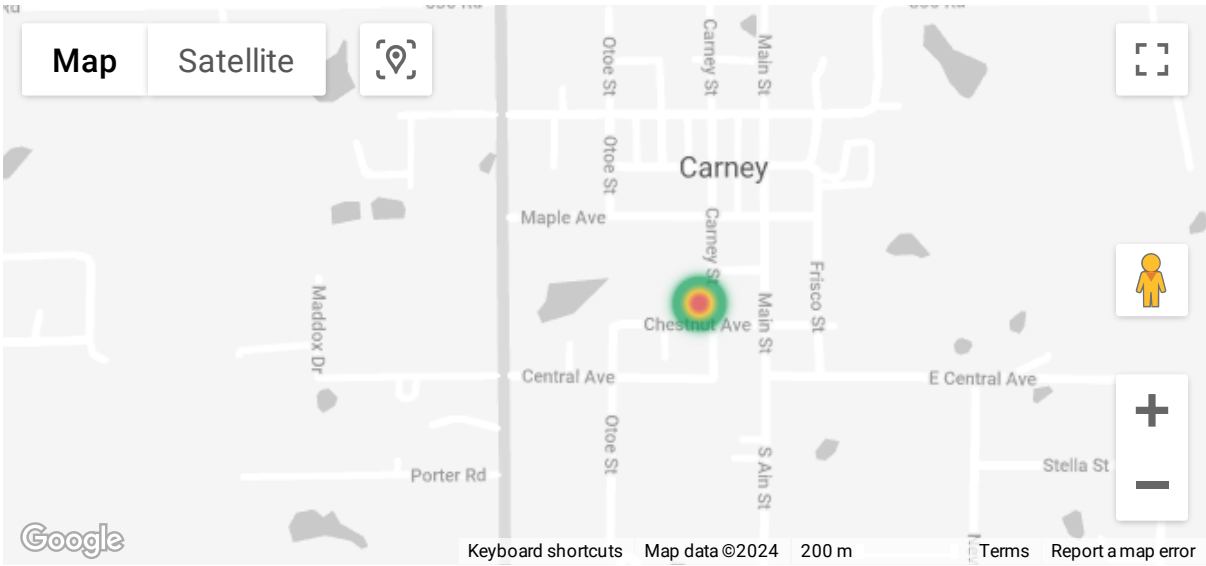 Map
Satellite
Otoe St
Carney St
Main St
Otoe St
Carney
Maple Ave
Carney St
Frisco St
Maddox Dr
Main St
Chestnut Ave
Central Ave
E Central Ave
Otoe St
S Ain St
Porter Rd
Stella St
Google
Keyboard shortcuts
Map data ©2024
200 m
Terms
Report a map error